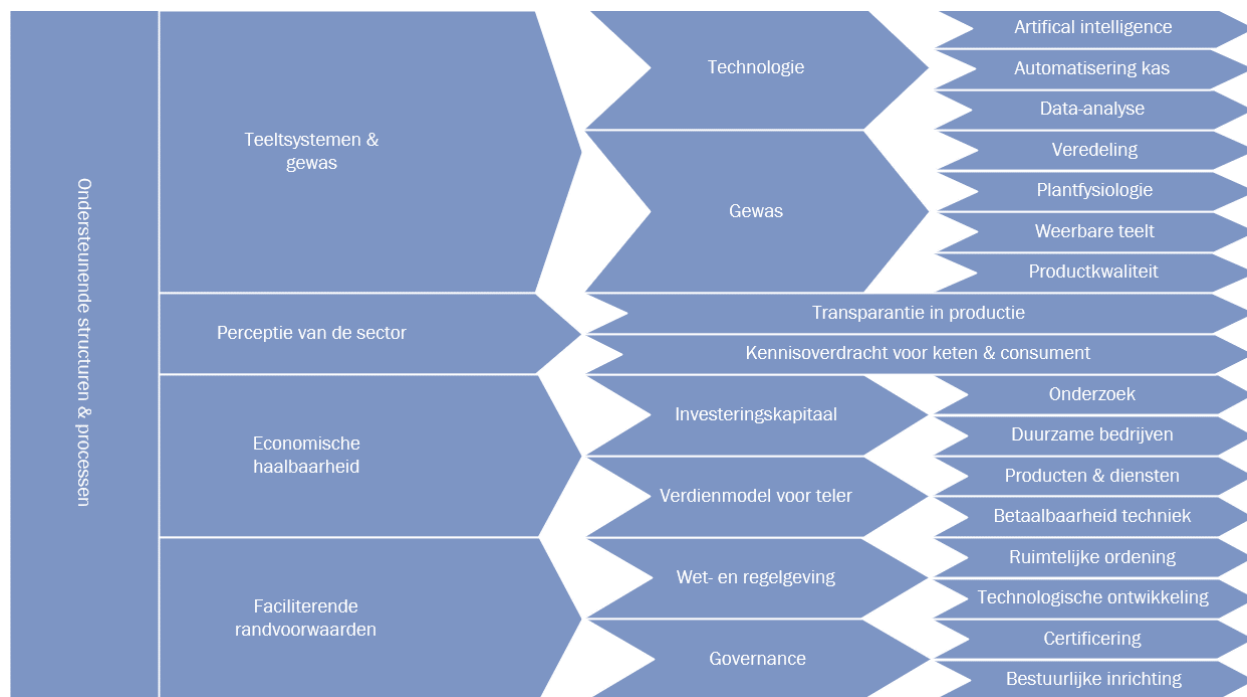 Ondersteunende structuren & processen
Teeltsystemen &
gewas
Technologie
Artifical intelligence
Automatisering kas
Data-analyse
Gewas
Veredeling
Plantfysiologie
Weerbare teelt
Productkwaliteit
Perceptie van de sector
Transparantie in productie
Kennisoverdracht voor keten & consument
Economische
haalbaarheid
Investeringskapitaal
Onderzoek
Duurzame bedrijven
Verdienmodel voor teler
Producten & diensten
Betaalbaarheid techniek
Faciliterende
randvoorwaarden
Wet- en regelgeving
Ruimtelijke ordening
Technologische ontwikkeling
Governance
Certificering
Bestuurlijke inrichting